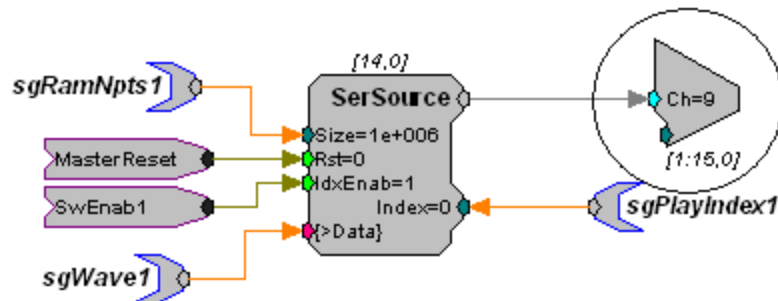 [14,0]
sgRamNpts1
SerSource
Ch=9
Size=1e+006
MasterReset
Rst=0
[1:15,0]
SwEnab1
IdxEnab=1
Index=0
sgPlayIndex1
{>Data}
sgWave1